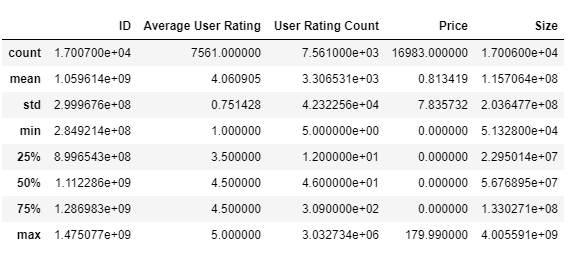 ID Average User Rating User Rating Count Price Size
count 1.700700e+04 7561.000000 7.561000e+03 16983.000000 1.700600e+04
mean 1.059614e+09 4.060905 3.306531e+03 0.813419 1.157064e+08
std 2.999676e+08 0.751428 4.232256e+04 7.835732 2.036477e+08
min 2.849214e+08 1.000000 5.000000e+00 0.000000 5.132800e+04
25% 8.996543e+08 3.500000 1.200000e+01 0.000000 2.295014e+07
50% 1.112286e+09 4.500000 4.600000e+01 0.000000 5.676895e+07
75% 1.286983e+09 4.500000 3.090000e+02 0.000000 1.330271e+08
max 1.475077e+09 5.000000 3.032734e+06 179.990000 4.005591e+09